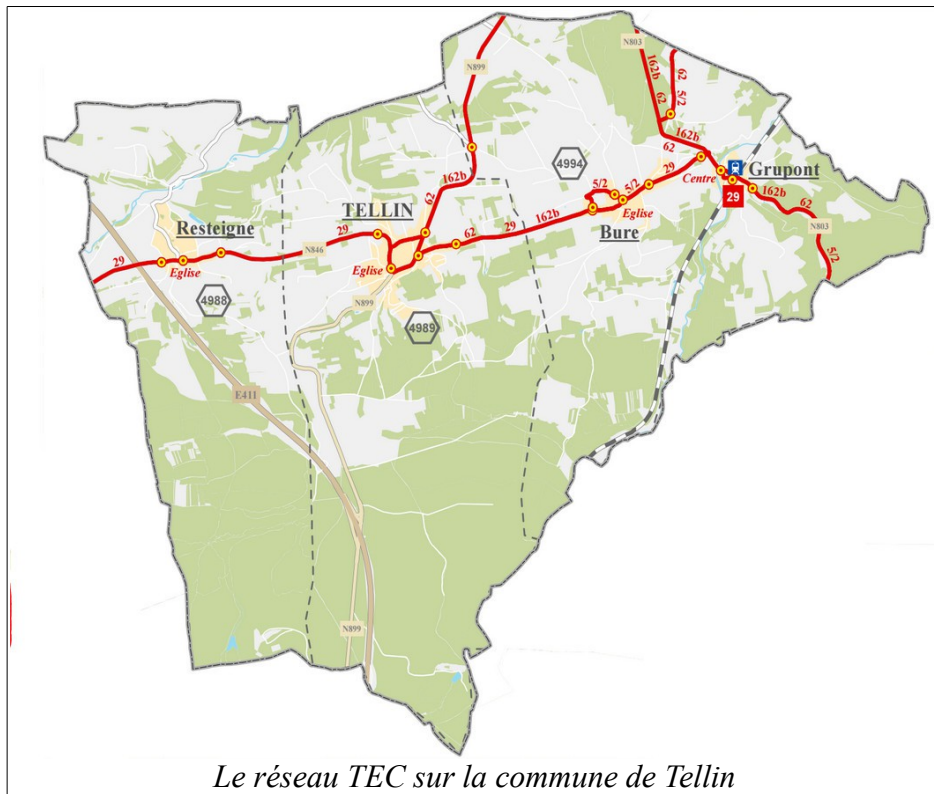 N803
N899
162b
62
62
5/2
162b
62
4994
Grupont
Centre
29
162b
62
N803
5/2
5/2
5/2
29
Eglise
Bure
162b
62
162b
29
62
TELLIN
29
N846
Eglise
N899
4989
Resteigne
29
Eglise
4988
E411
N899
Le réseau TEC sur la commune de Tellin